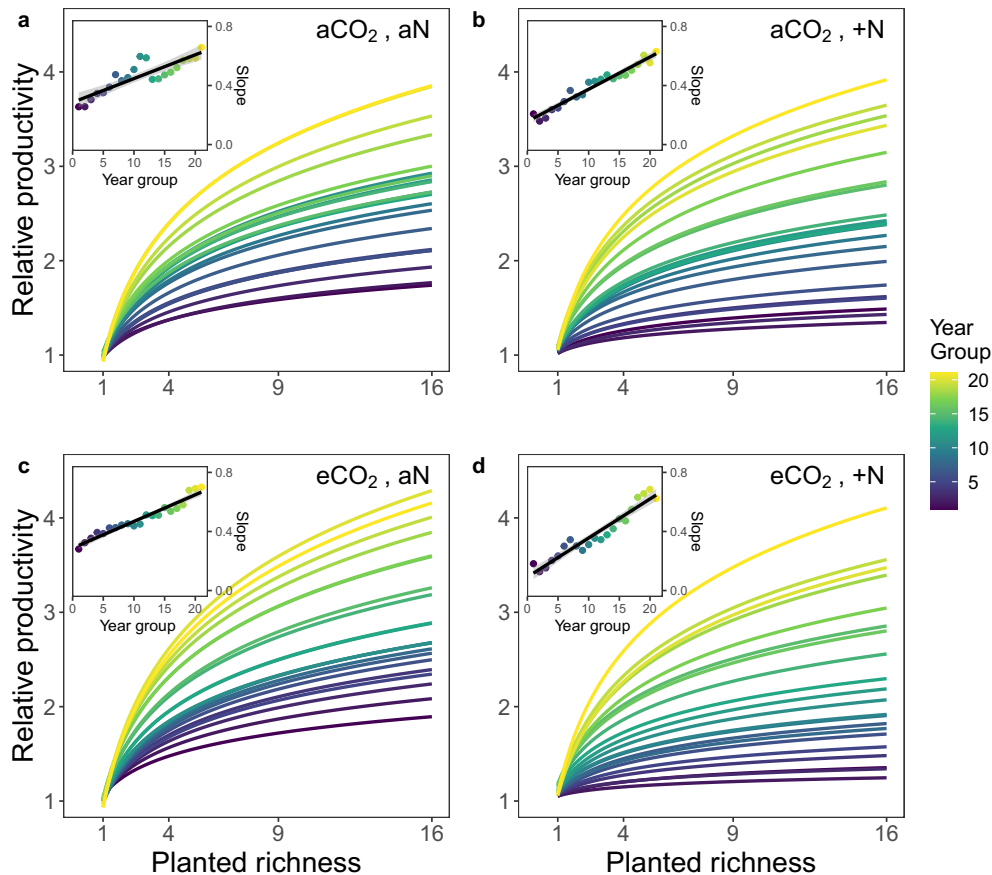 a
aCO₂ , aN
Relative productivity
4
3
2
1
1 4 9 16
0.8
0.4
0.0
Slope
0 5 10 15 20
Year group
b
aCO₂ , +N
4
3
2
1
1 4 9 16
0.8
0.4
0.0
Slope
0 5 10 15 20
Year group
Year
Group
20
15
10
5
c
eCO₂ , aN
Relative productivity
4
3
2
1
1 4 9 16
Planted richness
0.8
0.4
0.0
Slope
0 5 10 15 20
Year group
d
eCO₂ , +N
4
3
2
1
1 4 9 16
Planted richness
0.8
0.4
0.0
Slope
0 5 10 15 20
Year group